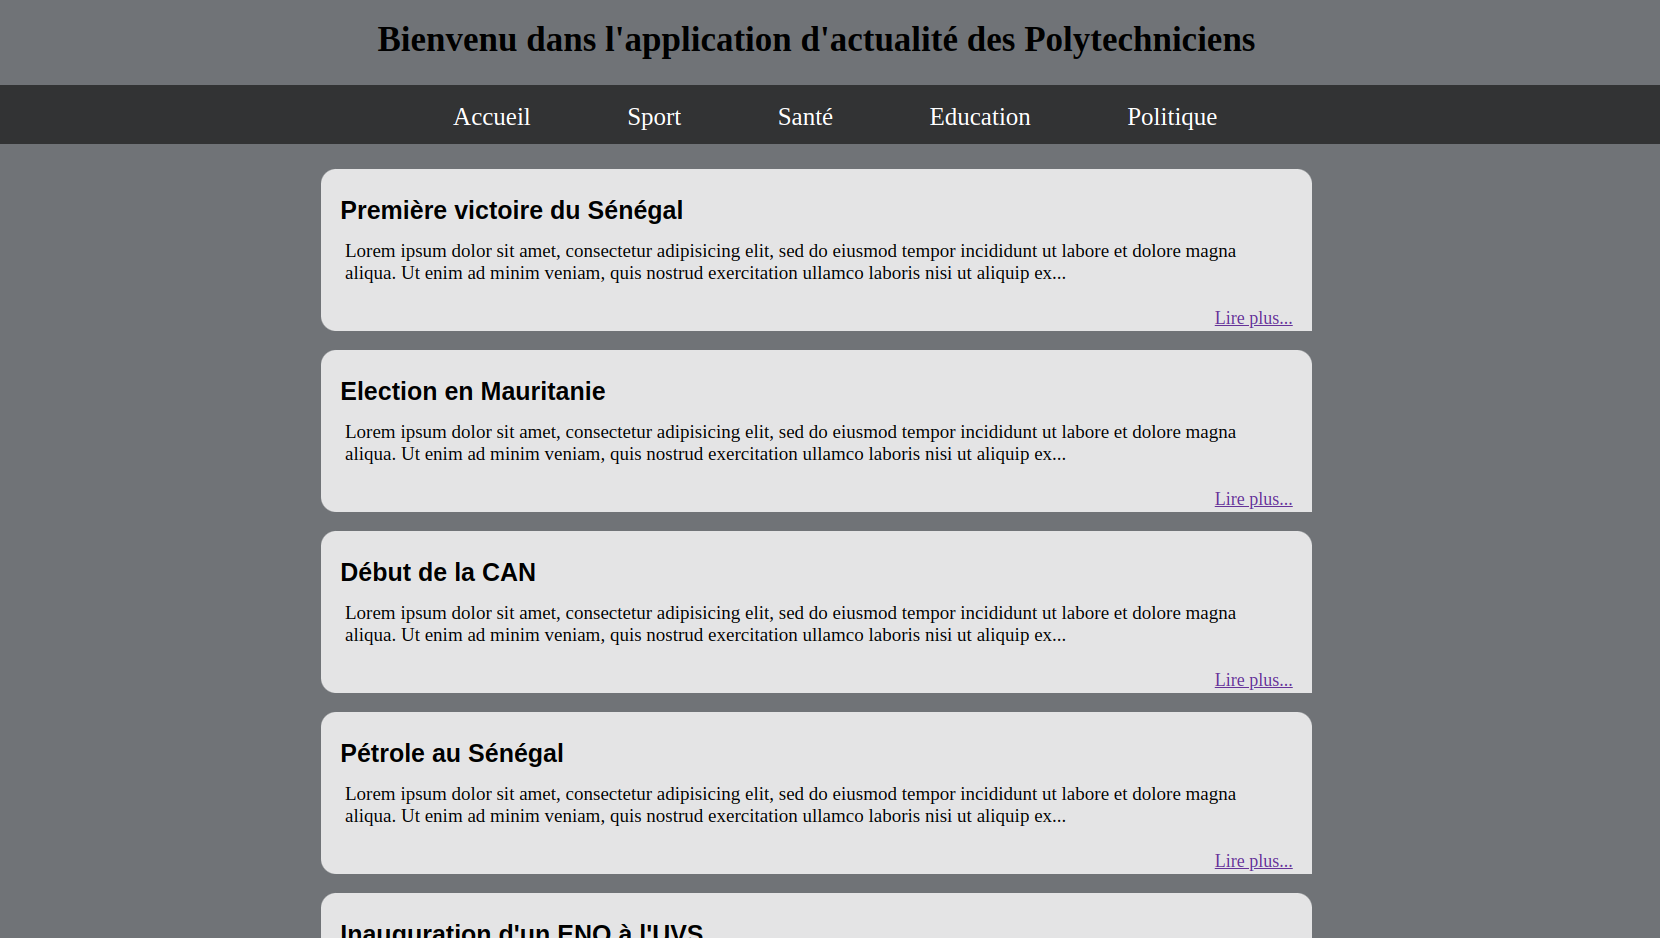 Bienvenu dans l'application d'actualité des Polytechniciens
Accueil Sport Santé Education Politique
Première victoire du Sénégal
Lorem ipsum dolor sit amet, consectetur adipisicing elit, sed do eiusmod tempor incididunt ut labore et dolore magna
aliqua. Ut enim ad minim veniam, quis nostrud exercitation ullamco laboris nisi ut aliquip ex...
Lire plus...
Election en Mauritanie
Lorem ipsum dolor sit amet, consectetur adipisicing elit, sed do eiusmod tempor incididunt ut labore et dolore magna
aliqua. Ut enim ad minim veniam, quis nostrud exercitation ullamco laboris nisi ut aliquip ex...
Lire plus...
Début de la CAN
Lorem ipsum dolor sit amet, consectetur adipisicing elit, sed do eiusmod tempor incididunt ut labore et dolore magna
aliqua. Ut enim ad minim veniam, quis nostrud exercitation ullamco laboris nisi ut aliquip ex...
Lire plus...
Pétrole au Sénégal
Lorem ipsum dolor sit amet, consectetur adipisicing elit, sed do eiusmod tempor incididunt ut labore et dolore magna
aliqua. Ut enim ad minim veniam, quis nostrud exercitation ullamco laboris nisi ut aliquip ex...
Lire plus...
Inauguration d'un ENO à l'UVS